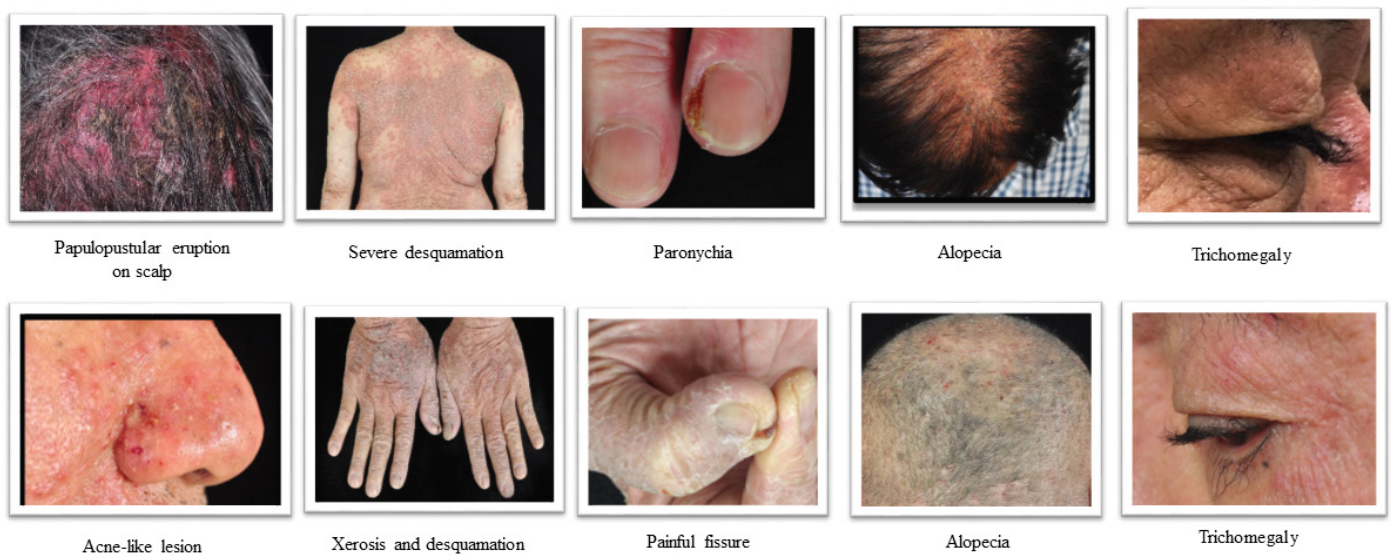 Papulopustular eruption
on scalp
Severe desquamation
Paronychia
Alopecia
Trichomegaly
Acne-like lesion
Xerosis and desquamation
Painful fissure
Alopecia
Trichomegaly